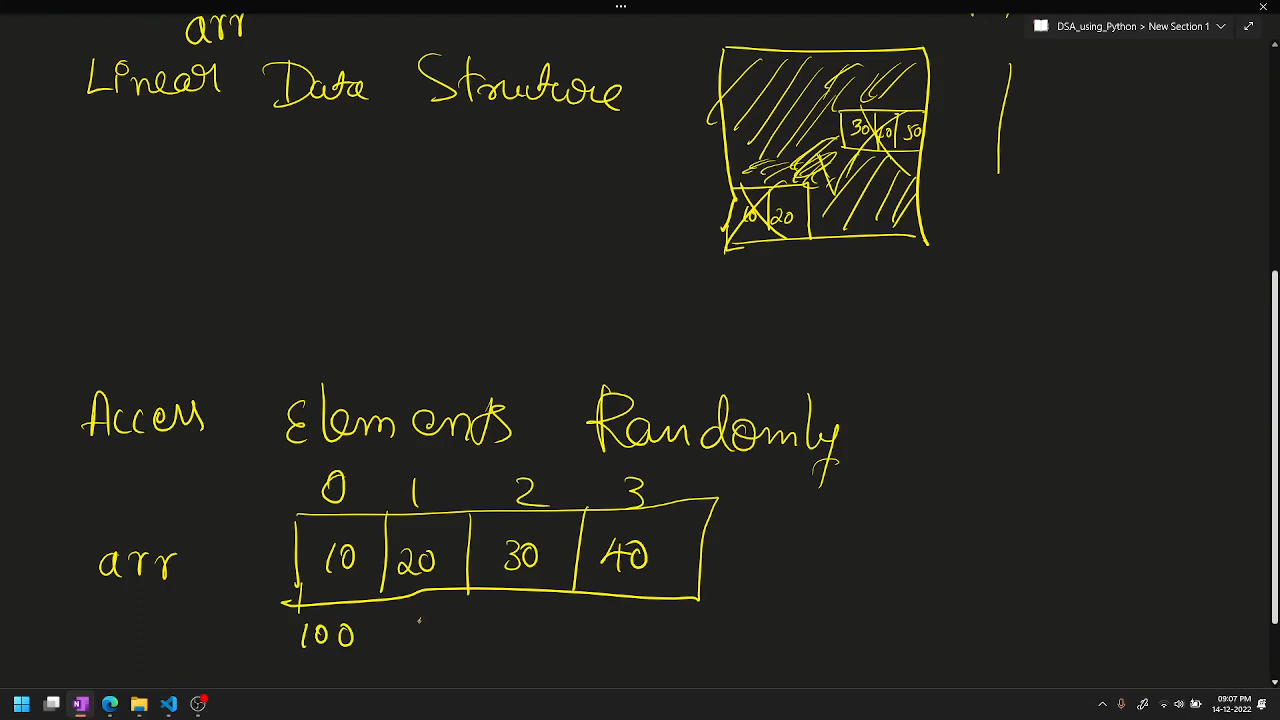 DSA_using_Python > New Section 1
arr
Linear Data Struture
30 40 50
10 20
Access Elements Randomly
0 1 2 3
arr 10 20 30 40
100
09:07 PM
14-12-2022